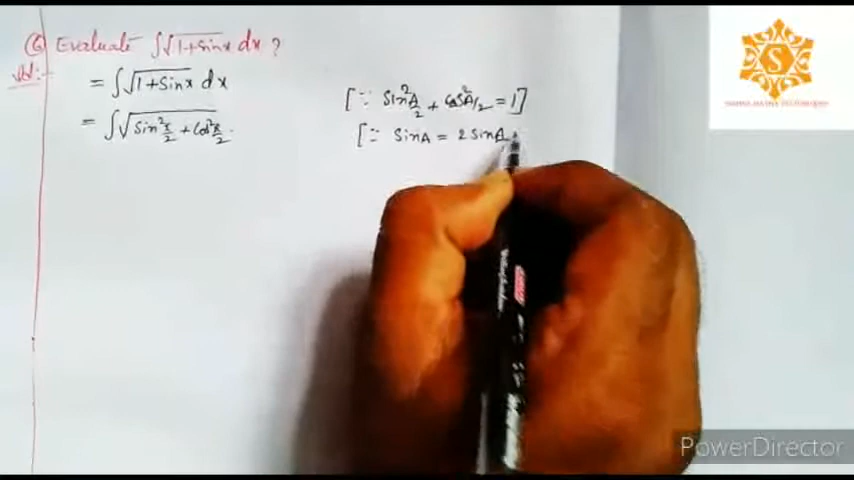 6 Evaluate ∫√1+sinx dx ?
Sol:-
= ∫√1+sinx dx
= ∫√sin²x/2 + cos²x/2
[∵ sin²A/2 + cos²A/2 = 1]
[∵ sinA = 2 sinA
S
PowerDirector